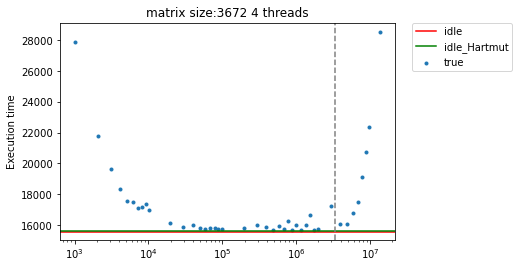 matrix size:3672 4 threads
Execution time
28000
26000
24000
22000
20000
18000
16000
10³
10⁴
10⁵
10⁶
10⁷
idle
idle_Hartmut
true